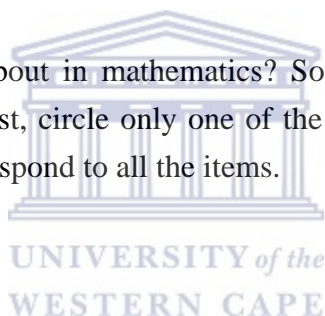 bout in mathematics? So
st, circle only one of the
spond to all the items.
UNIVERSITY of the
WESTERN CAPE